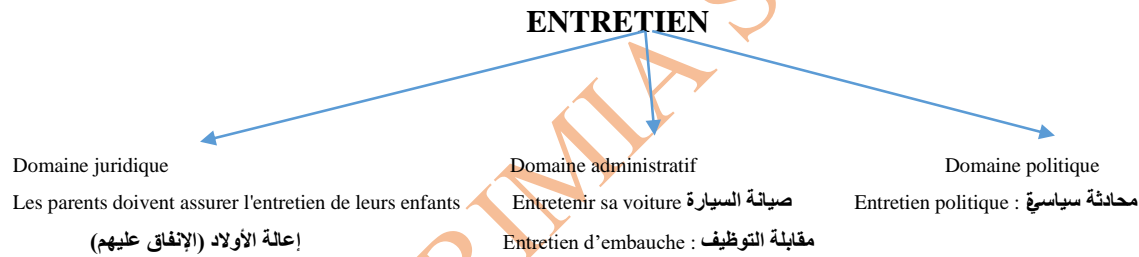 ENTRETIEN
Domaine juridique Domaine administratif Domaine politique
Les parents doivent assurer l'entretien de leurs enfants Entretenir sa voiture صيانة السيارة Entretien politique : محادثة سياسية
إعالة الأولاد (الإنفاق عليهم) Entretien d’embauche : مقابلة التوظيف